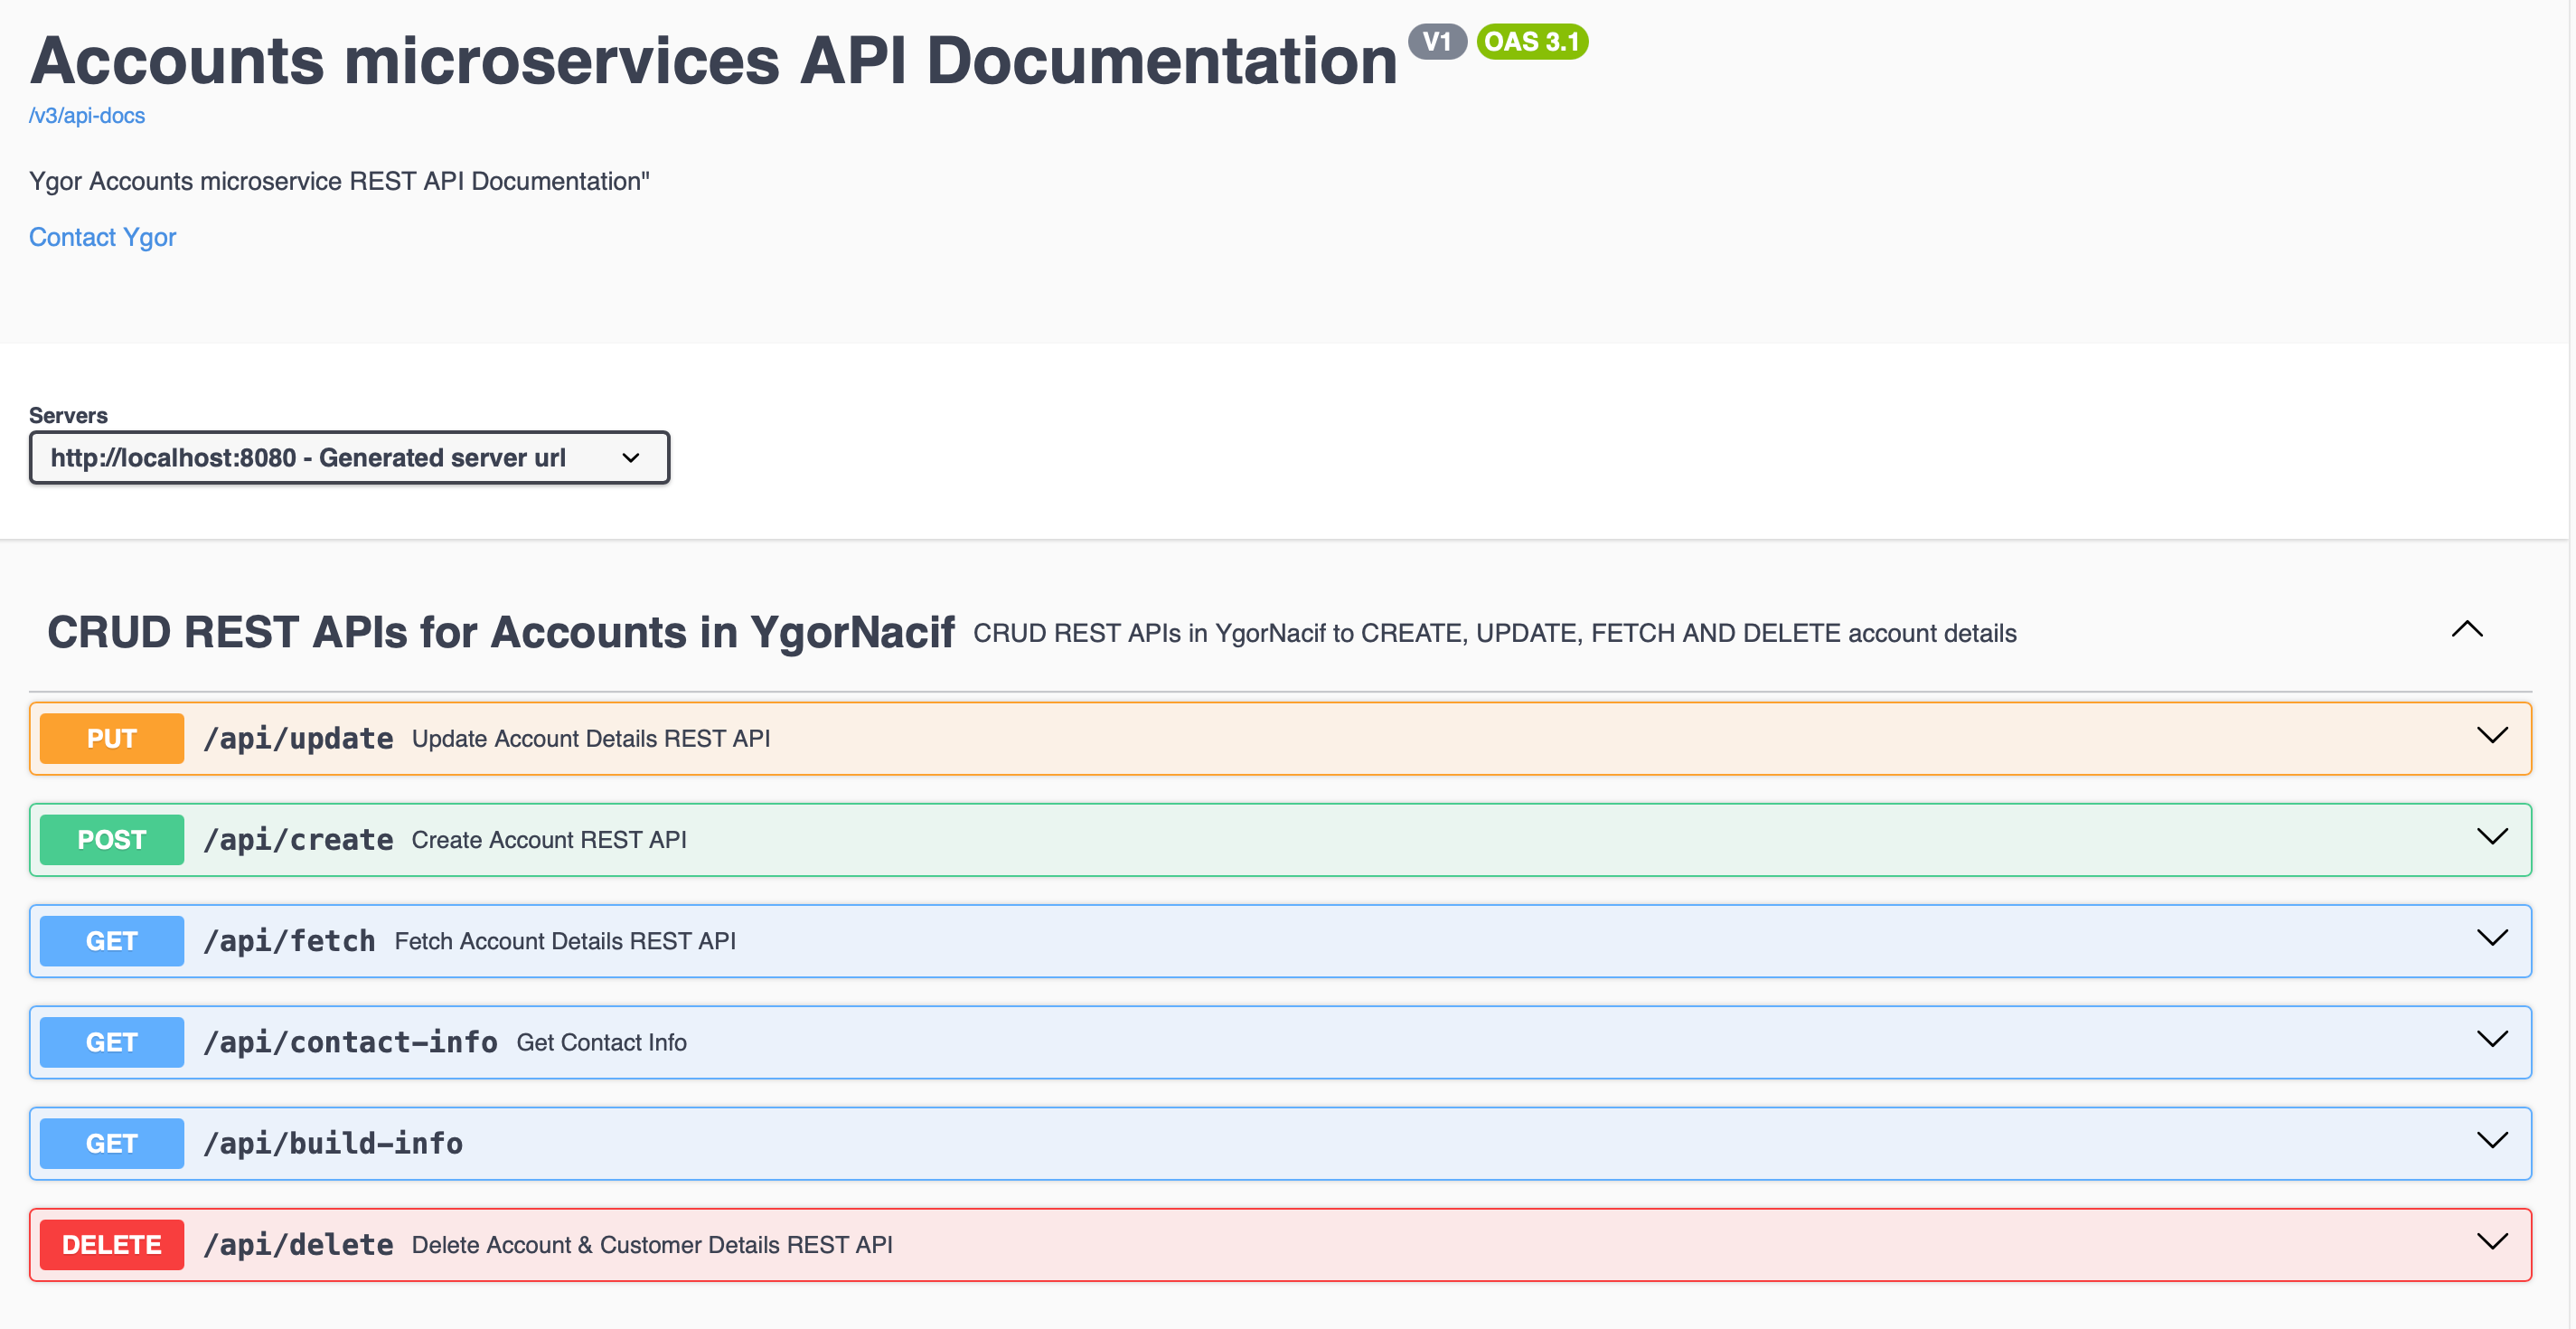 Accounts microservices API Documentation V1 OAS 3.1
/v3/api-docs
Ygor Accounts microservice REST API Documentation"
Contact Ygor
Servers
http://localhost:8080 - Generated server url
CRUD REST APIs for Accounts in YgorNacif CRUD REST APIs in YgorNacif to CREATE, UPDATE, FETCH AND DELETE account details
PUT /api/update Update Account Details REST API
POST /api/create Create Account REST API
GET /api/fetch Fetch Account Details REST API
GET /api/contact-info Get Contact Info
GET /api/build-info
DELETE /api/delete Delete Account & Customer Details REST API